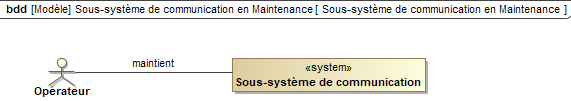 bdd [Modèle] Sous-système de communication en Maintenance [ Sous-système de communication en Maintenance ]
maintient
«system»
Sous-système de communication
Opérateur